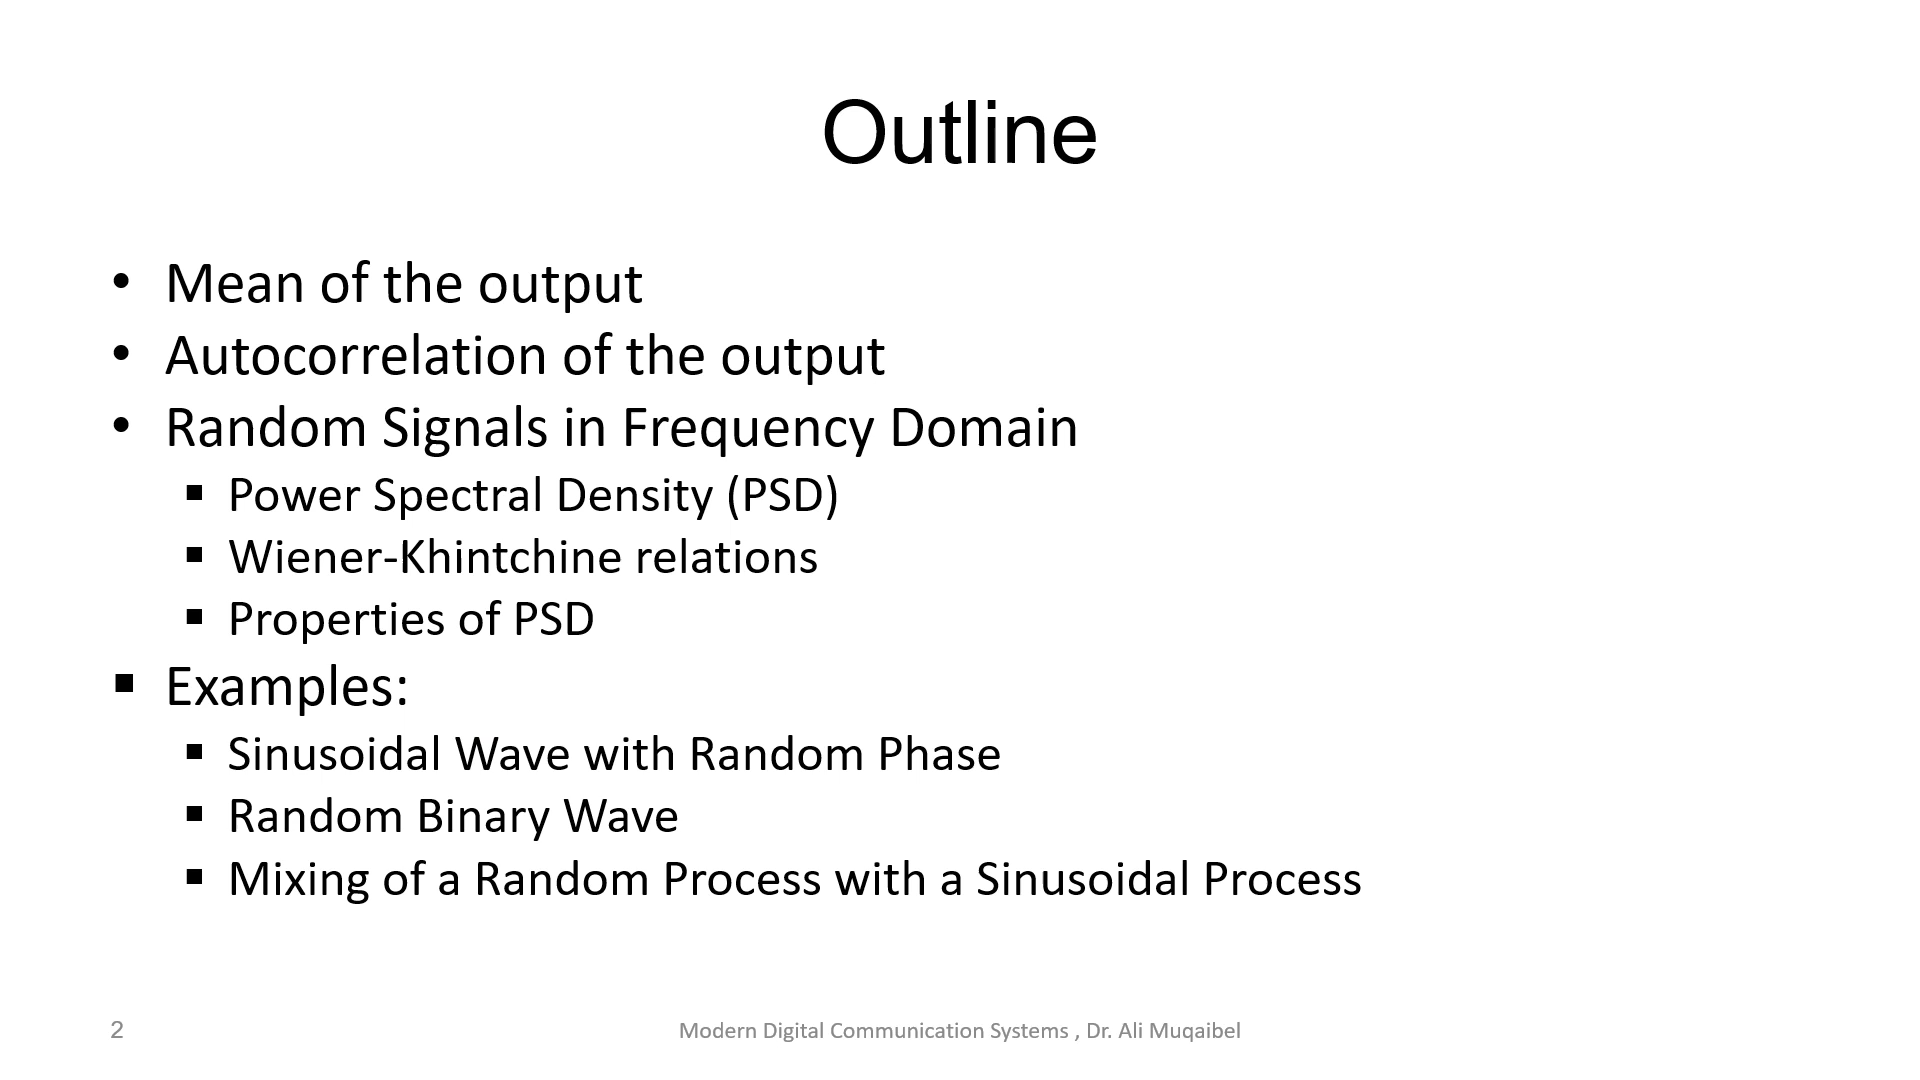 Outline
• Mean of the output
• Autocorrelation of the output
• Random Signals in Frequency Domain
▪ Power Spectral Density (PSD)
▪ Wiener-Khintchine relations
▪ Properties of PSD
▪ Examples:
▪ Sinusoidal Wave with Random Phase
▪ Random Binary Wave
▪ Mixing of a Random Process with a Sinusoidal Process
2
Modern Digital Communication Systems , Dr. Ali Muqaibel